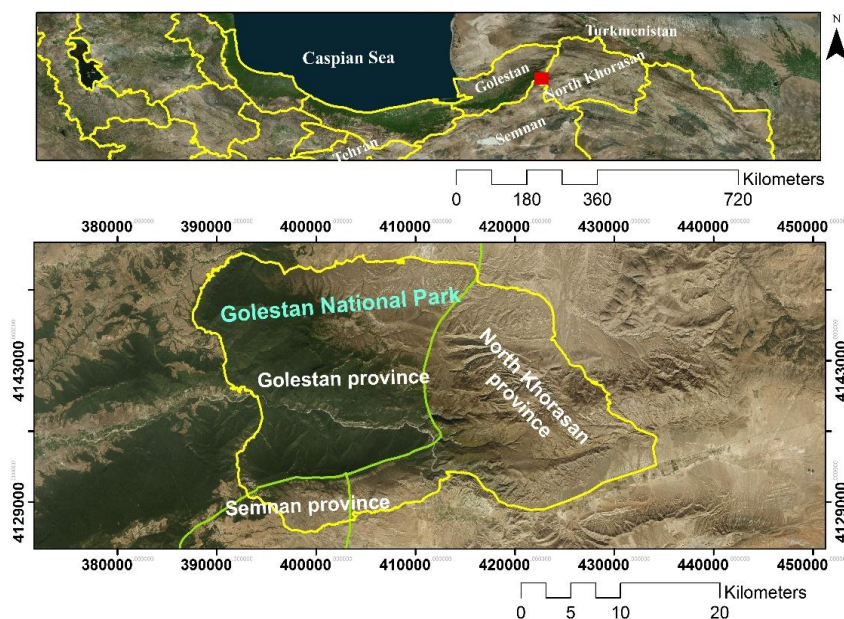 Turkmenistan
N
Caspian Sea
Golestan
North Khorasan
Semnan
Tehran
Kilometers
0 180 360 720
380000 390000 400000 410000 420000 430000 440000 450000
Golestan National Park
4143000 4143000
Golestan province
North Khorasan
province
Semnan province
4129000 4129000
380000 390000 400000 410000 420000 430000 440000 450000
Kilometers
0 5 10 20